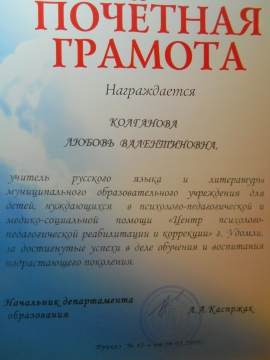 ПОЧЁТНАЯ
ГРАМОТА
Награждается
КОЛГАНОВА
ЛЮБОВЬ ВАЛЕНТИНОВНА,
учитель русского языка и литературы
муниципального образовательного учреждения для
детей, нуждающихся в психолого-педагогической и
медико-социальной помощи «Центр психолого-
педагогической реабилитации и коррекции» г. Удомли,
за достигнутые успехи в деле обучения и воспитания
подрастающего поколения.
Начальник департамента
образования
А.А.Каспржак
Приказ №